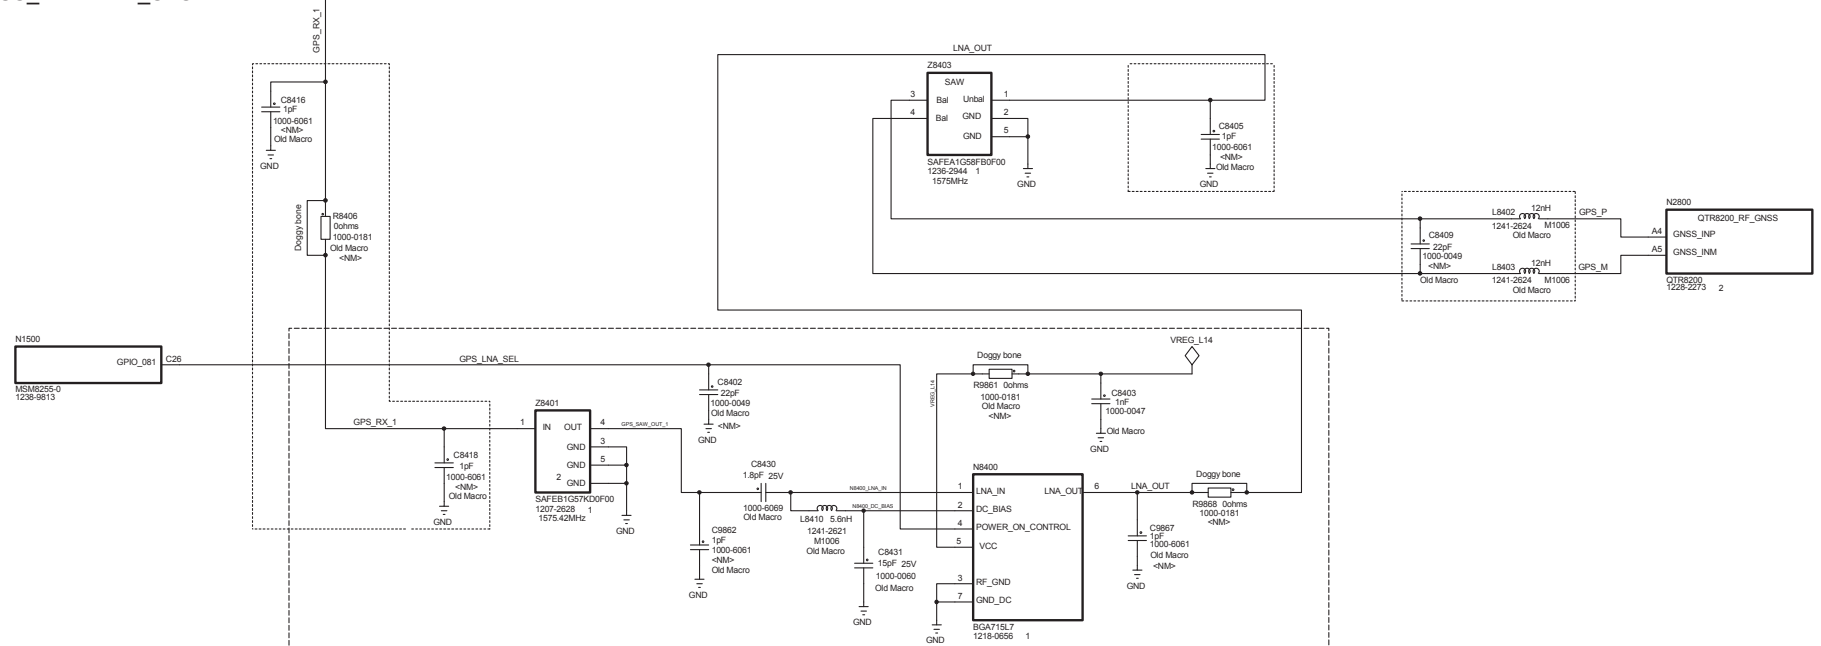 GPS_RX_1
C8416
1pF
1000-6061
<NM>
Old Macro
GND
Doggy bone
R8406
0ohms
1000-0181
Old Macro
<NM>
LNA_OUT
Z8403
SAW
3 Bal Unbal 1
4 Bal GND 2
GND 5
SAFEA1G58FB0F00
1236-2944 1
1575MHz
GND
C8405
1pF
1000-6061
<NM>
Old Macro
GND
L8402 12nH
1241-2624 M1006
Old Macro
GPS_P
C8409
22pF
1000-0049
<NM>
Old Macro
L8403 12nH
1241-2624 M1006
Old Macro
GPS_M
N2800
QTR8200_RF_GNSS
A4 GNSS_INP
A5 GNSS_INM
QTR8200
1228-2273 2
N1500
GPIO_081 C26
MSM8255-0
1238-9813
GPS_LNA_SEL
C8402
22pF
1000-0049
Old Macro
<NM>
GND
VREG_L14
Doggy bone
R9861 0ohms
1000-0181
Old Macro
<NM>
VREG_L14
C8403
1nF
1000-0047
Old Macro
GND
GPS_RX_1
C8418
1pF
1000-6061
<NM>
Old Macro
GND
Z8401
1 IN OUT 4
GND 3
GND 5
2 GND
SAFEB1G57KD0F00
1207-2628 1
1575.42MHz
GND
GPS_SAW_OUT_1
C8430
1.8pF 25V
1000-6069
Old Macro
C9862
1pF
1000-6061
<NM>
Old Macro
GND
N8400_LNA_IN
N8400_DC_BIAS
L8410 5.6nH
1241-2621
M1006
Old Macro
C8431
15pF 25V
1000-0060
Old Macro
GND
N8400
1 LNA_IN LNA_OUT 6
2 DC_BIAS
4 POWER_ON_CONTROL
5 VCC
3 RF_GND
7 GND_DC
BGA715L7
1218-0656 1
GND
LNA_OUT
Doggy bone
R9868 0ohms
1000-0181
<NM>
C9867
1pF
1000-6061
Old Macro
<NM>
GND